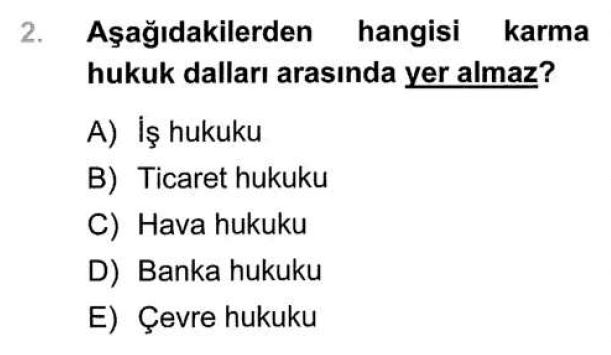 2. Aşağıdakilerden hangisi karma
hukuk dalları arasında yer almaz?
A) İş hukuku
B) Ticaret hukuku
C) Hava hukuku
D) Banka hukuku
E) Çevre hukuku